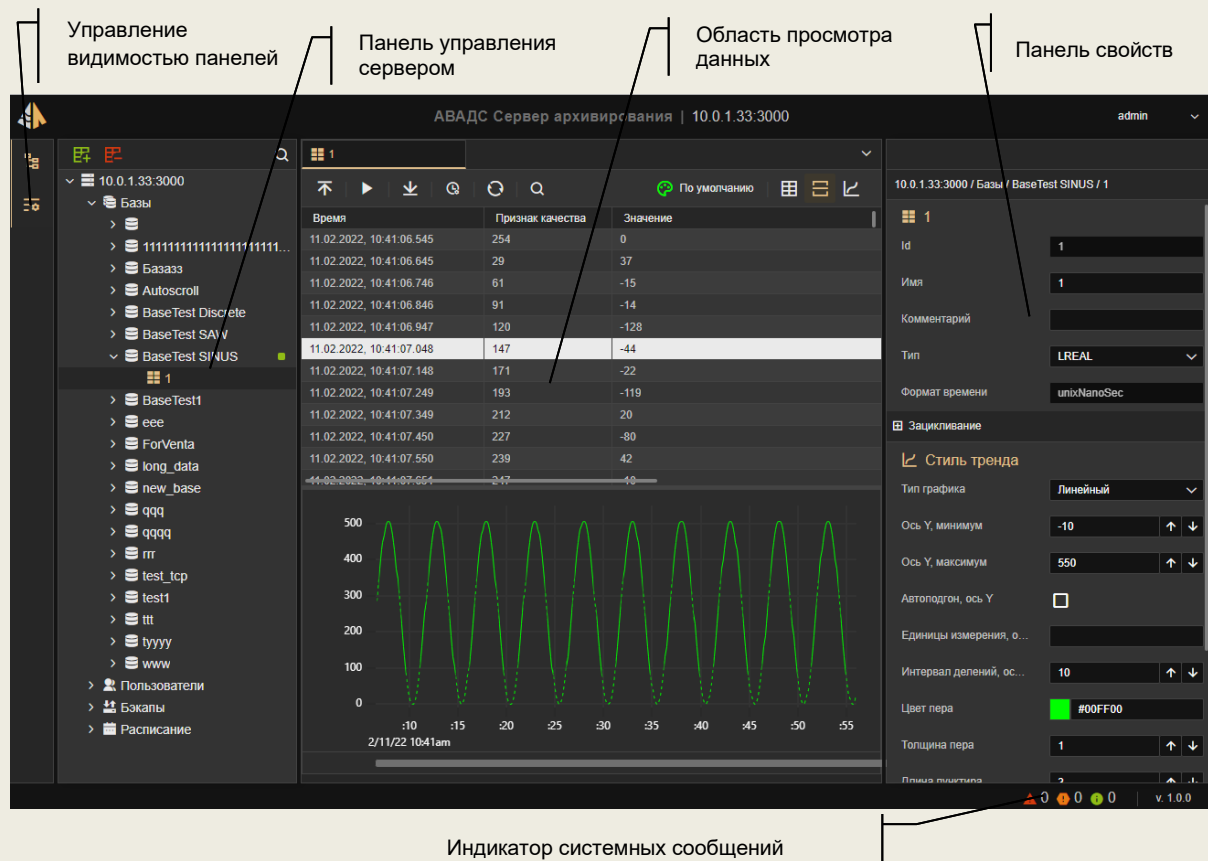 Управление
видимостью панелей
Панель управления
сервером
Область просмотра
данных
Панель свойств
АВАДС Сервер архивирования | 10.0.1.33:3000
admin
10.0.1.33:3000
Базы
111111111111111111111...
Базазз
Autoscroll
BaseTest Discrete
BaseTest SAW
BaseTest SINUS
1
BaseTest1
eee
ForVenta
long_data
new_base
qqq
qqqq
rrr
test_tcp
test1
ttt
tyyyy
www
Пользователи
Бэкапы
Расписание
1
По умолчанию
Время Признак качества Значение
11.02.2022, 10:41:06.545 254 0
11.02.2022, 10:41:06.645 29 37
11.02.2022, 10:41:06.746 61 -15
11.02.2022, 10:41:06.846 91 -14
11.02.2022, 10:41:06.947 120 -128
11.02.2022, 10:41:07.048 147 -44
11.02.2022, 10:41:07.148 171 -22
11.02.2022, 10:41:07.249 193 -119
11.02.2022, 10:41:07.349 212 20
11.02.2022, 10:41:07.450 227 -80
11.02.2022, 10:41:07.550 239 42
11.02.2022, 10:41:07.651 247
500
400
300
200
100
0
:10 :15 :20 :25 :30 :35 :40 :45 :50 :55
2/11/22 10:41am
10.0.1.33:3000 / Базы / BaseTest SINUS / 1
1
Id 1
Имя 1
Комментарий
Тип LREAL
Формат времени unixNanoSec
Зацикливание
Стиль тренда
Тип графика Линейный
Ось Y, минимум -10
Ось Y, максимум 550
Автоподгон, ось Y
Единицы измерения, о...
Интервал делений, ос... 10
Цвет пера #00FF00
Толщина пера 1
Длина пунктира
0 0 0 v. 1.0.0
Индикатор системных сообщений